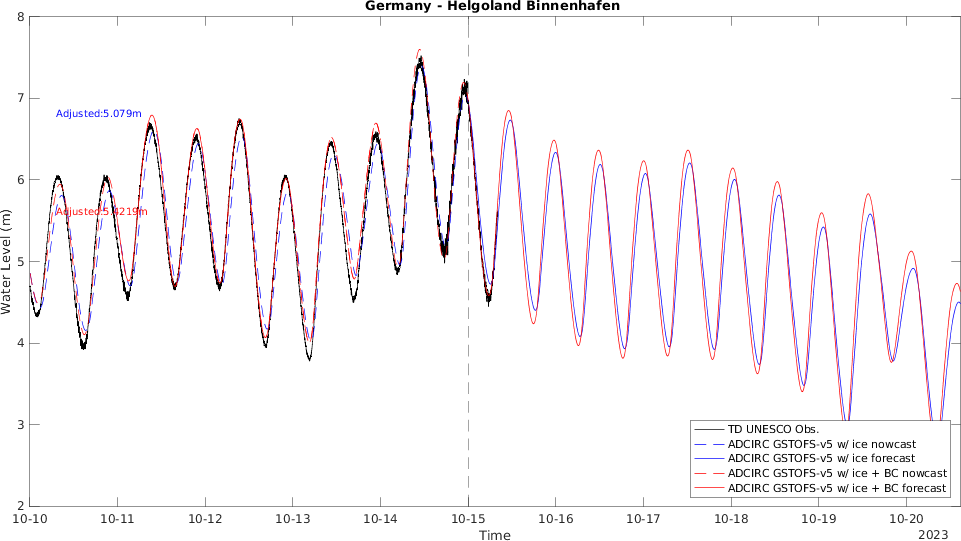 Germany - Helgoland Binnenhafen
8
7
6
5
4
3
2
Water Level (m)
Adjusted:5.079m
Adjusted:5.4219m
TD UNESCO Obs.
ADCIRC GSTOFS-v5 w/ ice nowcast
ADCIRC GSTOFS-v5 w/ ice forecast
ADCIRC GSTOFS-v5 w/ ice + BC nowcast
ADCIRC GSTOFS-v5 w/ ice + BC forecast
10-10 10-11 10-12 10-13 10-14 10-15 10-16 10-17 10-18 10-19 10-20
Time
2023